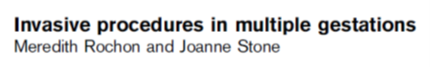 Invasive procedures in multiple gestations
Meredith Rochon and Joanne Stone